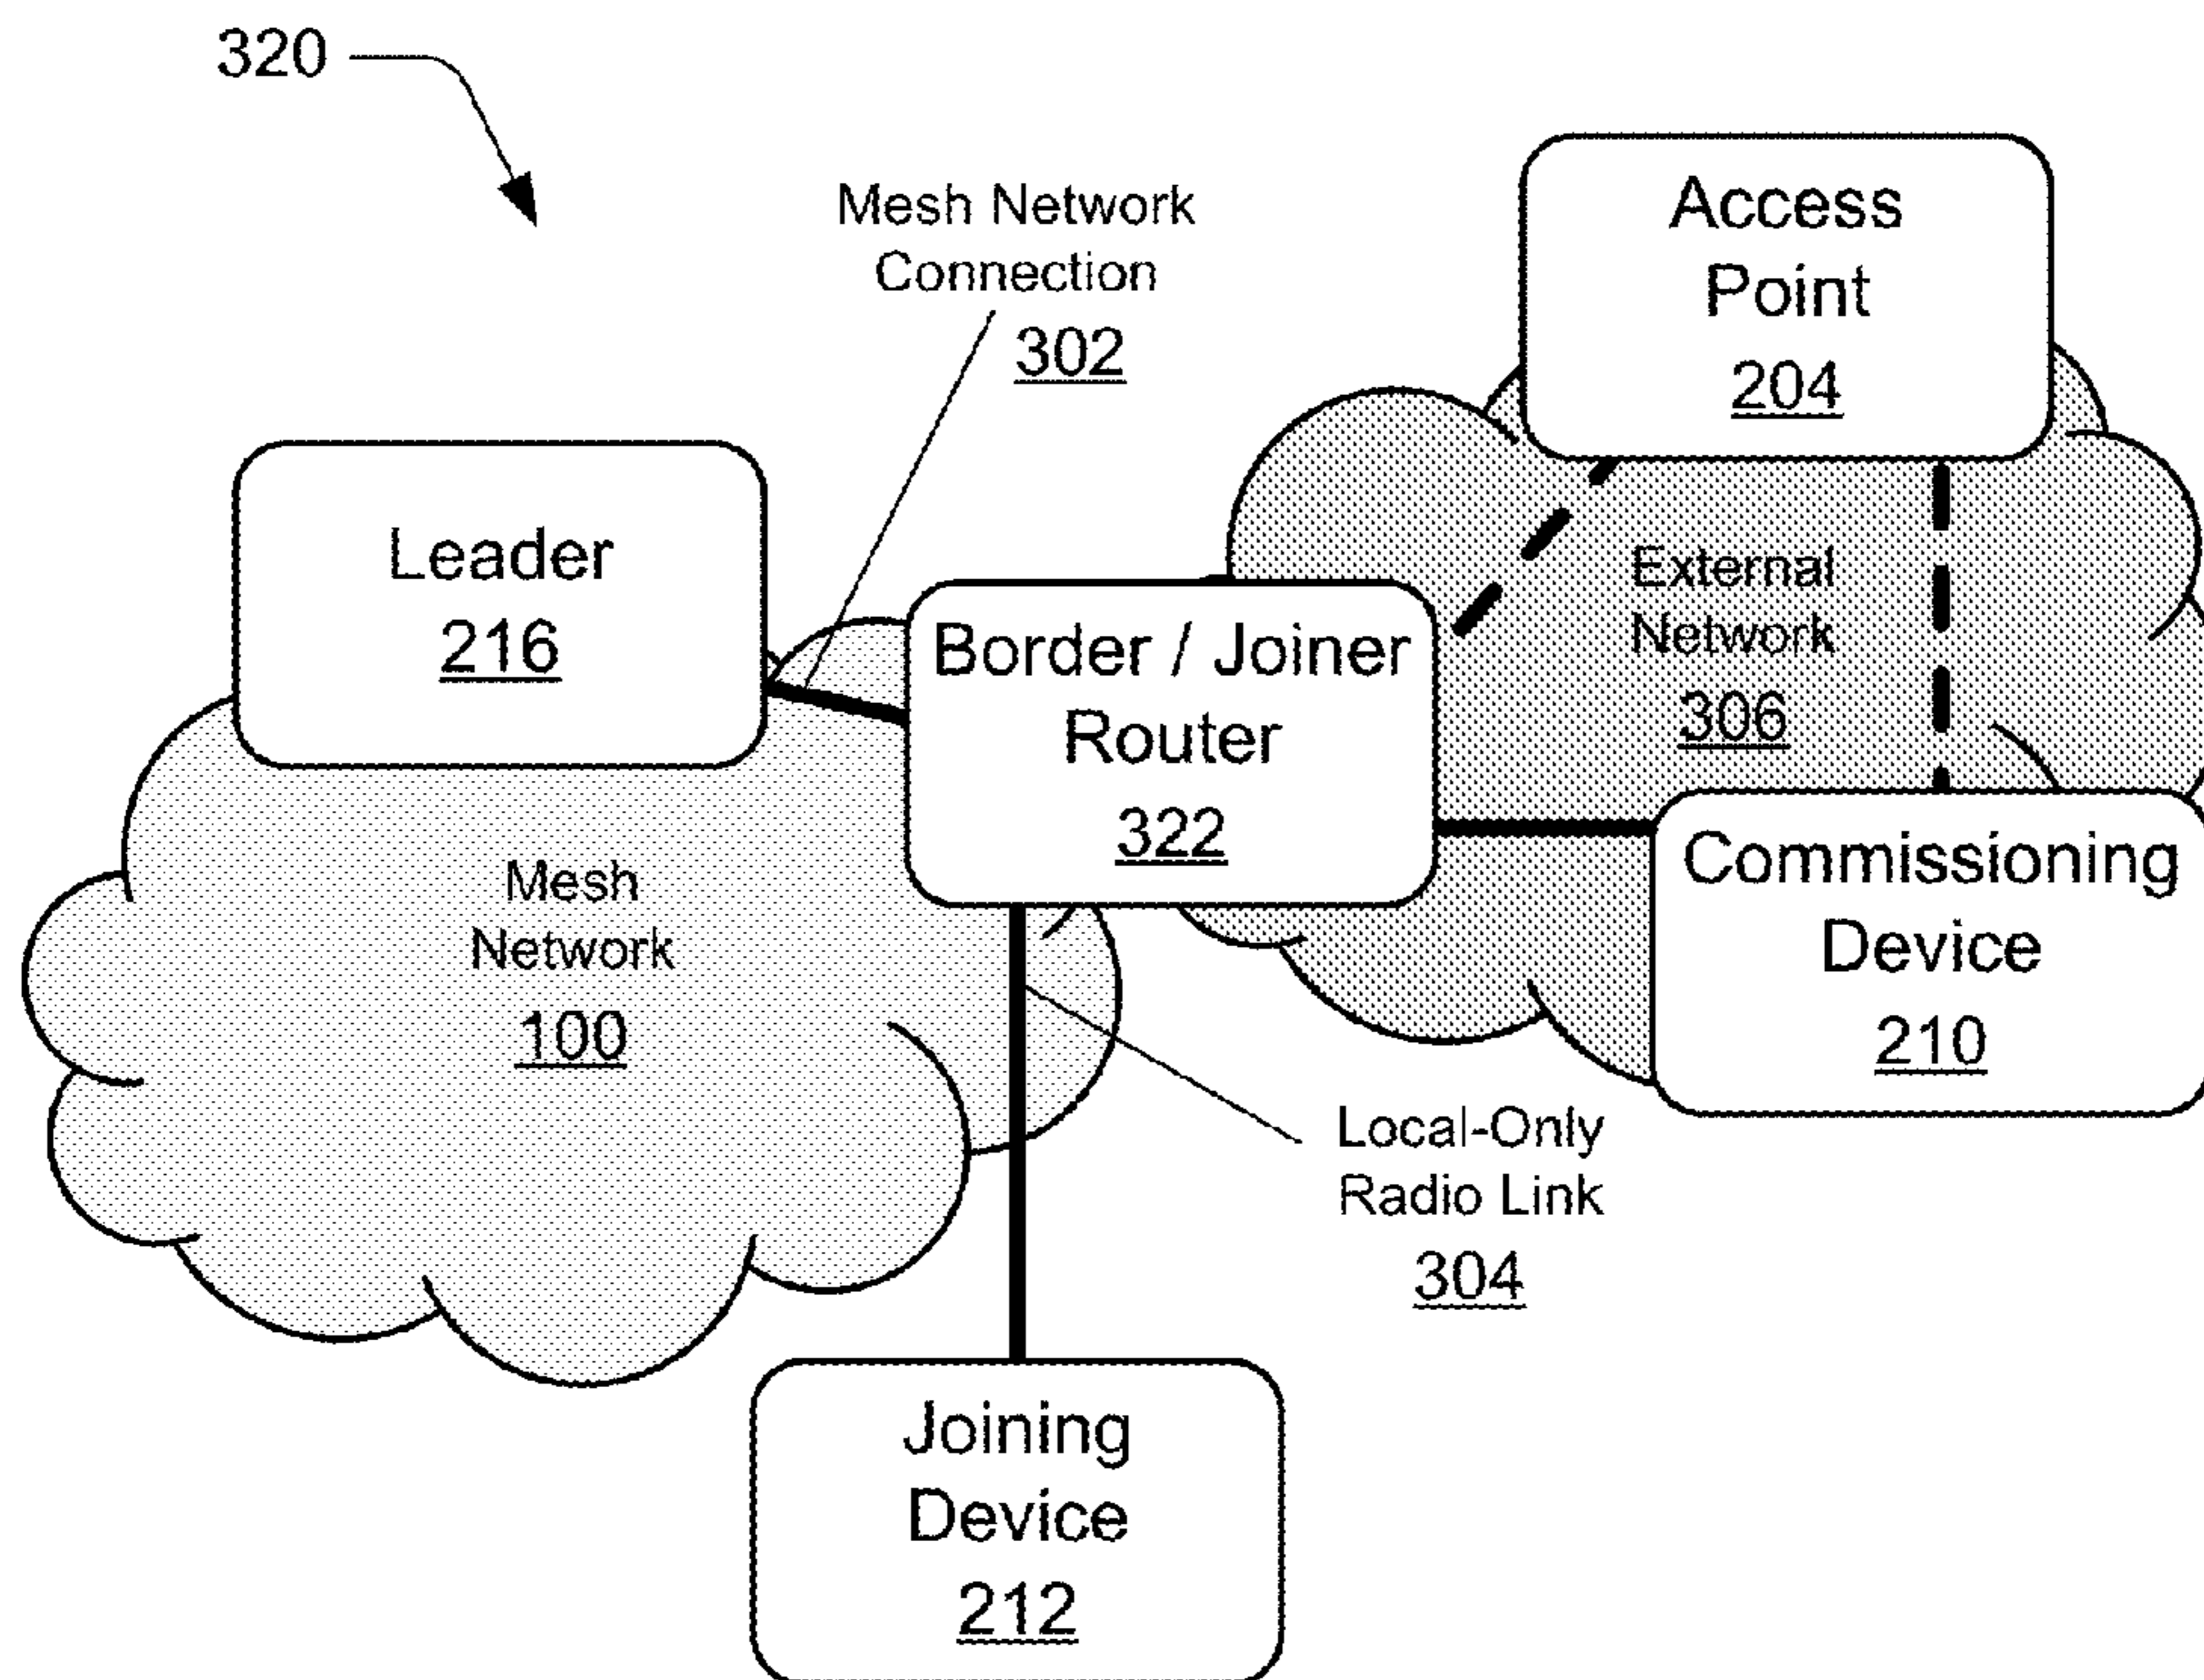 320
Mesh Network
Connection
302
Access
Point
204
Leader
216
Border / Joiner
Router
322
External
Network
306
Commissioning
Device
210
Mesh
Network
100
Local-Only
Radio Link
304
Joining
Device
212